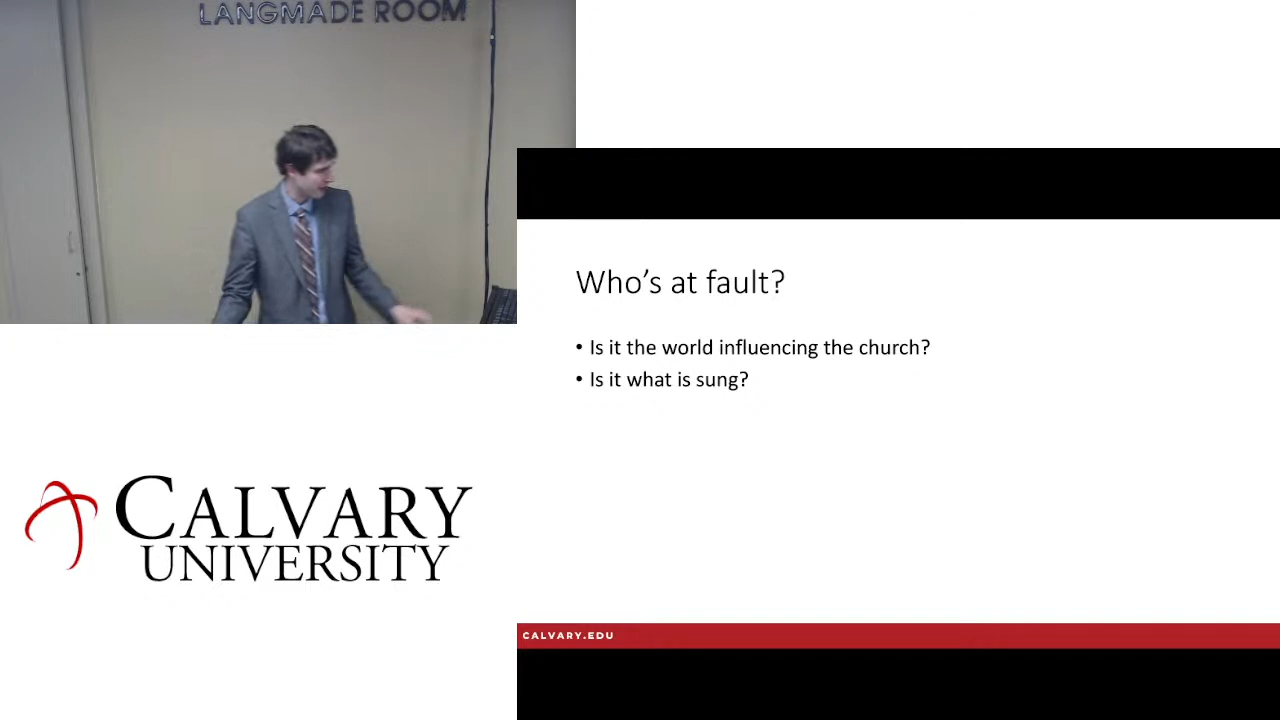 LANGMADE ROOM
Who's at fault?
• Is it the world influencing the church?
• Is it what is sung?
CALVARY
UNIVERSITY
CALVARY.EDU